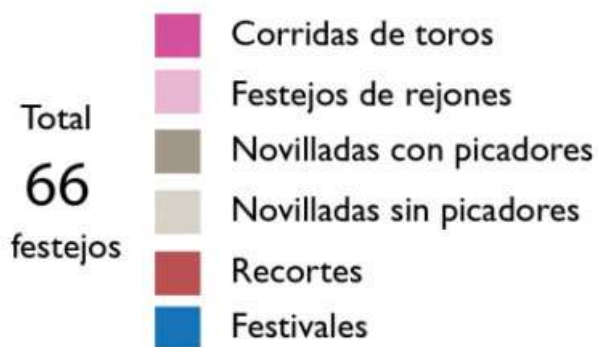 Total
66
festejos
Corridas de toros
Festejos de rejones
Novilladas con picadores
Novilladas sin picadores
Recortes
Festivales